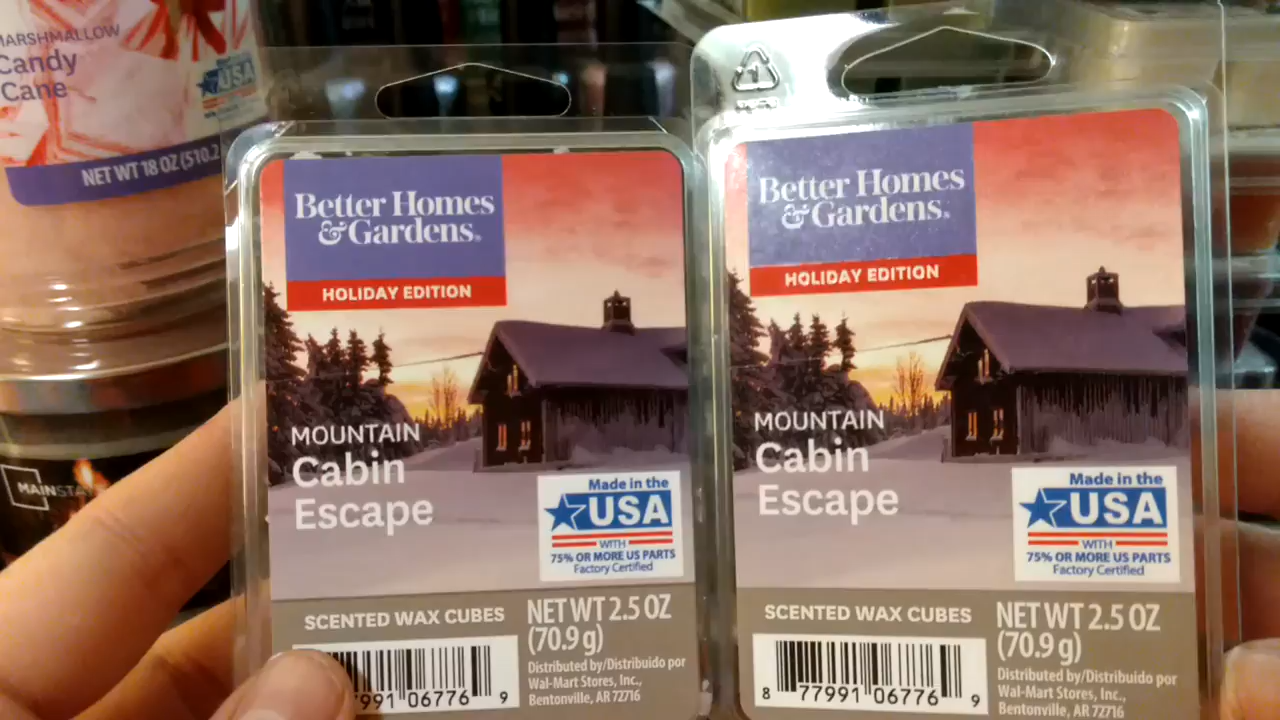 MARSHMALLOW
Candy
Cane
USA
NET WT 18 OZ (510.2
MAINSTA
Better Homes
& Gardens.
HOLIDAY EDITION
MOUNTAIN
Cabin
Escape
Made in the
USA
WITH
75% OR MORE US PARTS
Factory Certified
SCENTED WAX CUBES
NET WT 2.5 OZ
(70.9 g)
Distributed by/Distribuido por
Wal-Mart Stores, Inc.,
Bentonville, AR 72716
77991 06776 9
1
Better Homes
& Gardens.
HOLIDAY EDITION
MOUNTAIN
Cabin
Escape
Made in the
USA
WITH
75% OR MORE US PARTS
Factory Certified
SCENTED WAX CUBES
NET WT 2.5 OZ
(70.9 g)
Distributed by/Distribuido por
Wal-Mart Stores, Inc.,
Bentonville, AR 72716
8 77991 06776 9